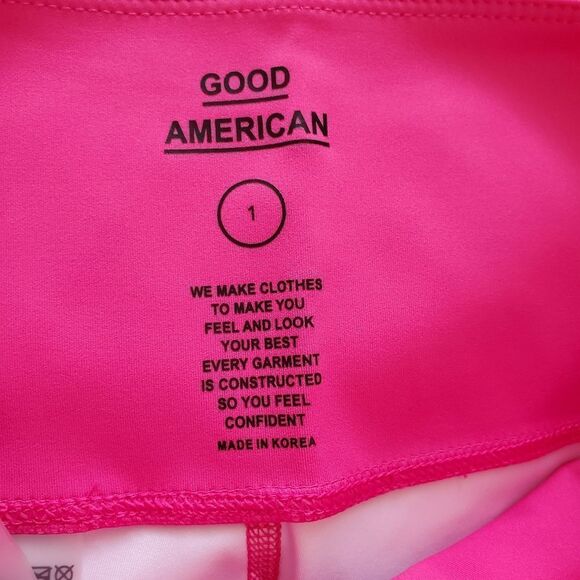 GOOD
AMERICAN
1
WE MAKE CLOTHES
TO MAKE YOU
FEEL AND LOOK
YOUR BEST
EVERY GARMENT
IS CONSTRUCTED
SO YOU FEEL
CONFIDENT
MADE IN KOREA